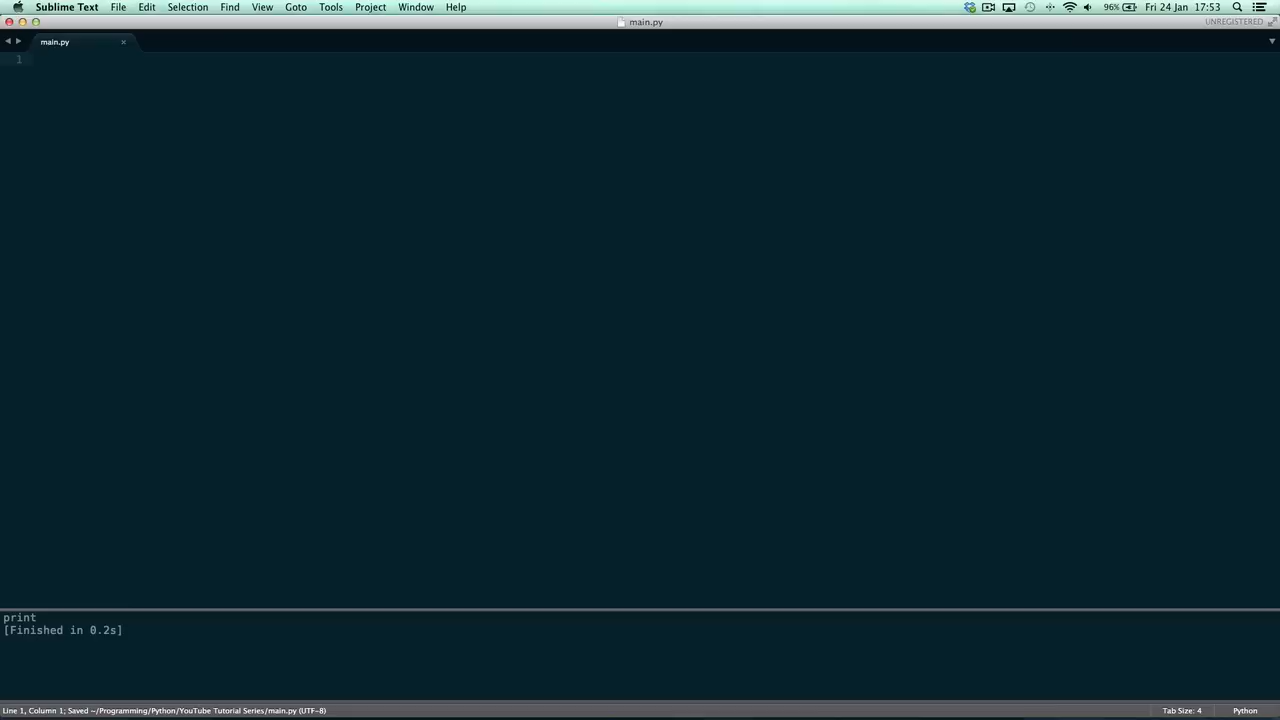 Sublime Text File Edit Selection Find View Goto Tools Project Window Help 96% Fri 24 Jan 17:53
main.py UNREGISTERED
main.py
1
print
[Finished in 0.2s]
Line 1, Column 1; Saved ~/Programming/Python/YouTube Tutorial Series/main.py (UTF-8) Tab Size: 4 Python